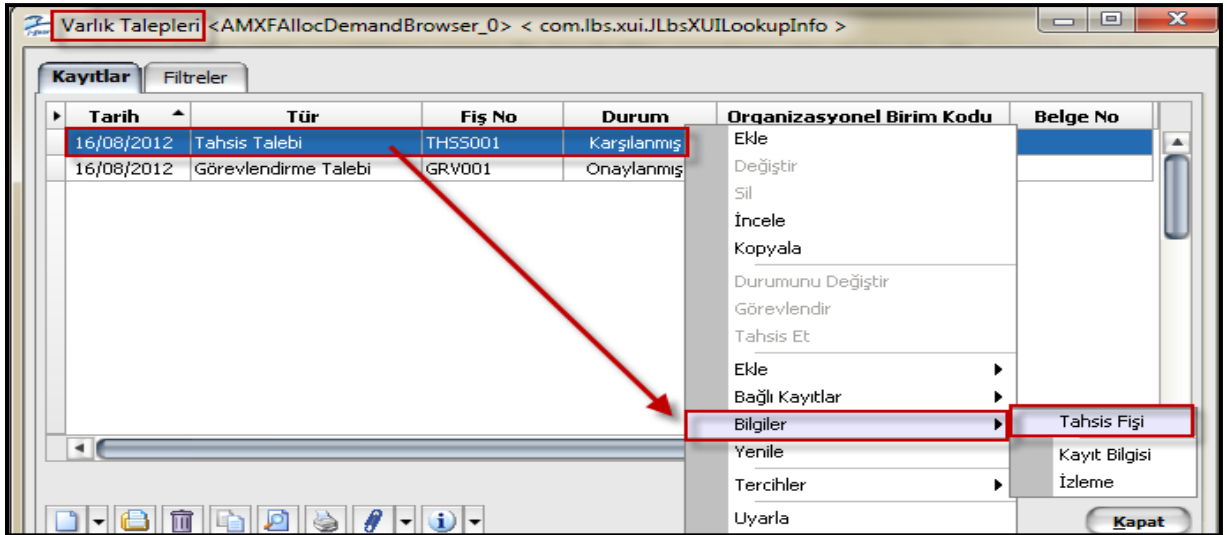 Varlık Talepleri <AMXFAllocDemandBrowser_0> < com.lbs.xui.JLbsXUILookupInfo >
Kayıtlar Filtreler
Tarih Tür Fiş No Durum Organizasyonel Birim Kodu Belge No
16/08/2012 Tahsis Talebi THSS001 Karşılanmış
16/08/2012 Görevlendirme Talebi GRV001 Onaylanmış
Ekle
Değiştir
Sil
İncele
Kopyala
Durumunu Değiştir
Görevlendir
Tahsis Et
Ekle
Bağlı Kayıtlar
Bilgiler Tahsis Fişi
Yenile Kayıt Bilgisi
Tercihler İzleme
Uyarla Kapat